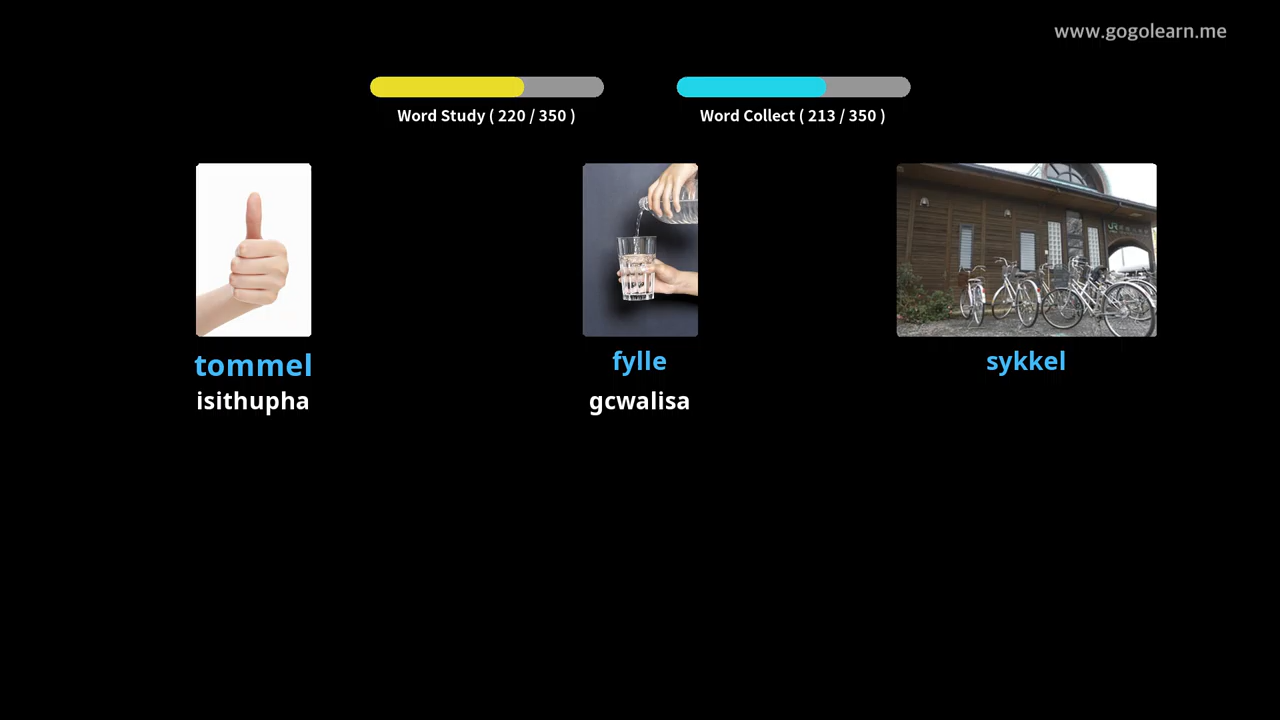 www.gogolearn.me
Word Study ( 220 / 350 )
Word Collect ( 213 / 350 )
tommel
isithupha
fylle
gcwalisa
sykkel